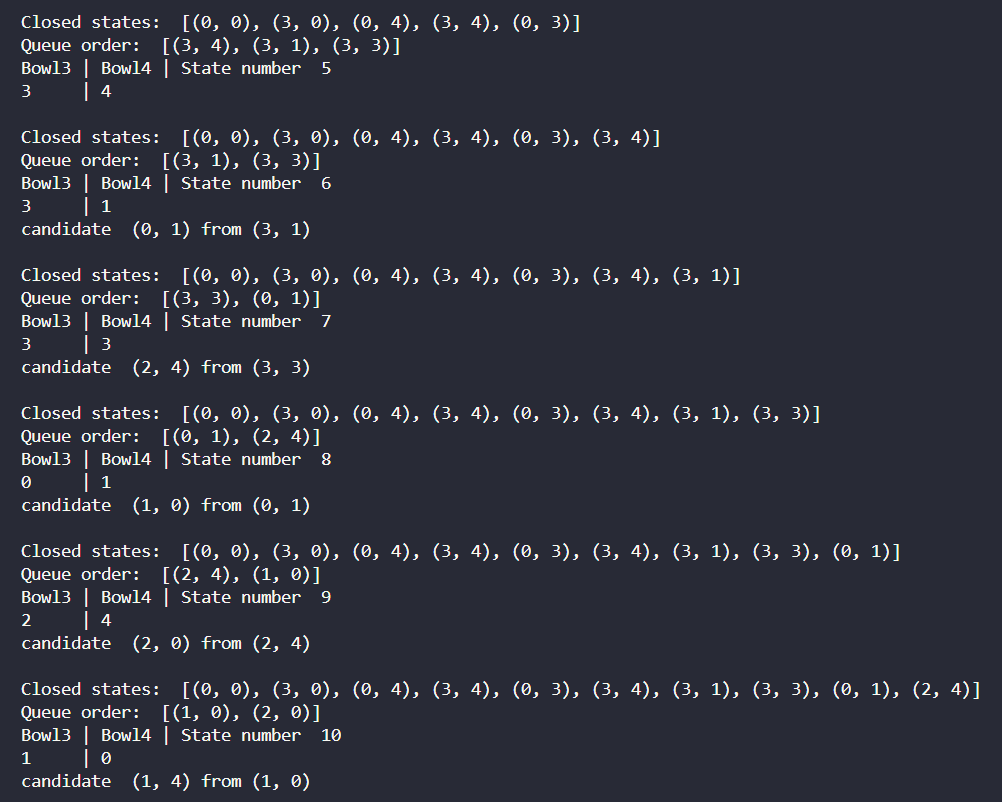 Closed states:  [(0, 0), (3, 0), (0, 4), (3, 4), (0, 3)]
Queue order:  [(3, 4), (3, 1), (3, 3)]
Bowl3 | Bowl4 | State number  5
3     | 4
Closed states:  [(0, 0), (3, 0), (0, 4), (3, 4), (0, 3), (3, 4)]
Queue order:  [(3, 1), (3, 3)]
Bowl3 | Bowl4 | State number  6
3     | 1
candidate  (0, 1) from (3, 1)
Closed states:  [(0, 0), (3, 0), (0, 4), (3, 4), (0, 3), (3, 4), (3, 1)]
Queue order:  [(3, 3), (0, 1)]
Bowl3 | Bowl4 | State number  7
3     | 3
candidate  (2, 4) from (3, 3)
Closed states:  [(0, 0), (3, 0), (0, 4), (3, 4), (0, 3), (3, 4), (3, 1), (3, 3)]
Queue order:  [(0, 1), (2, 4)]
Bowl3 | Bowl4 | State number  8
0     | 1
candidate  (1, 0) from (0, 1)
Closed states:  [(0, 0), (3, 0), (0, 4), (3, 4), (0, 3), (3, 4), (3, 1), (3, 3), (0, 1)]
Queue order:  [(2, 4), (1, 0)]
Bowl3 | Bowl4 | State number  9
2     | 4
candidate  (2, 0) from (2, 4)
Closed states:  [(0, 0), (3, 0), (0, 4), (3, 4), (0, 3), (3, 4), (3, 1), (3, 3), (0, 1), (2, 4)]
Queue order:  [(1, 0), (2, 0)]
Bowl3 | Bowl4 | State number  10
1     | 0
candidate  (1, 4) from (1, 0)